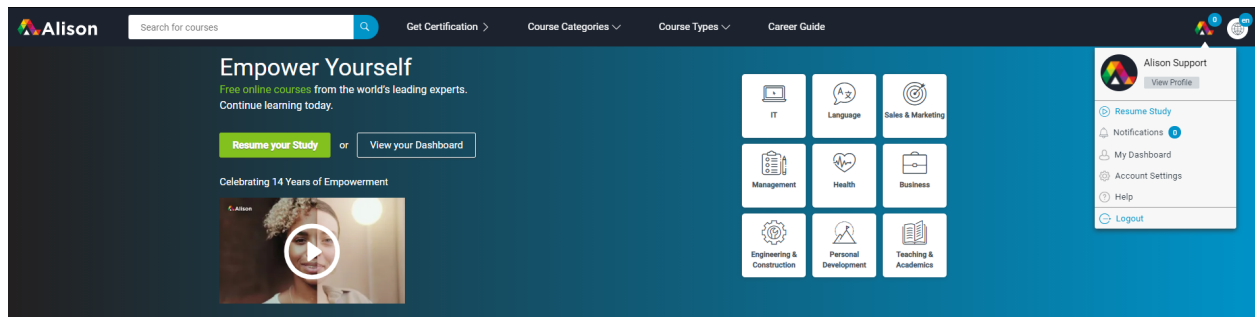 Alison
Search for courses
Get Certification
Course Categories
Course Types
Career Guide
0
en
Empower Yourself
Free online courses from the world's leading experts.
Continue learning today.
Resume your Study or View your Dashboard
Celebrating 14 Years of Empowerment
Alison
IT
Language
Sales & Marketing
Management
Health
Business
Engineering &
Construction
Personal
Development
Teaching &
Academics
Alison Support
View Profile
Resume Study
Notifications 0
My Dashboard
Account Settings
Help
Logout